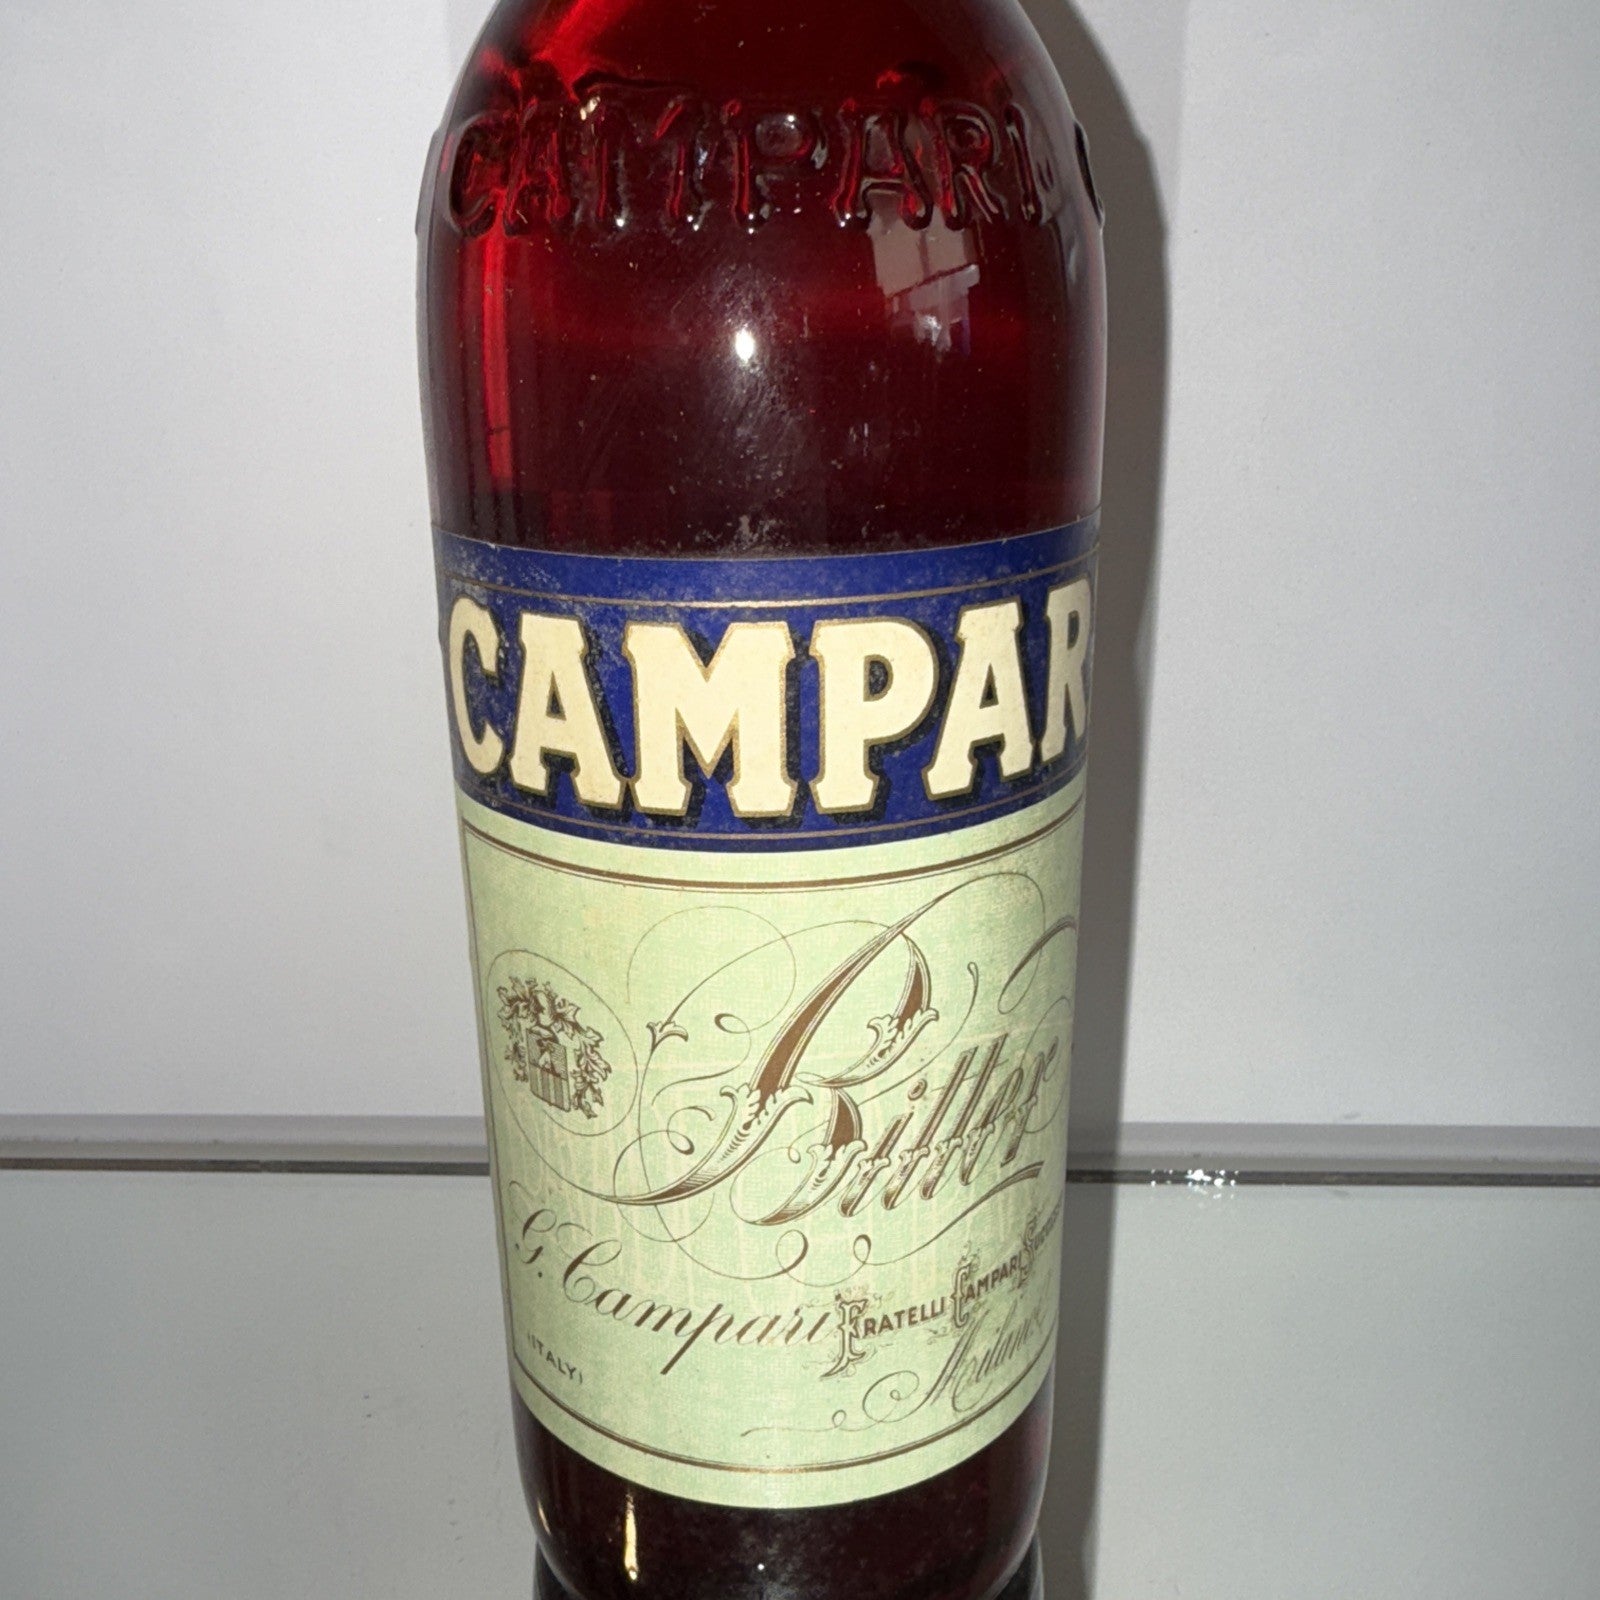 CAMPARI
CAMPAR
Bitter
G. Campari FRATELLI CAMPARI
Milano
(ITALY)